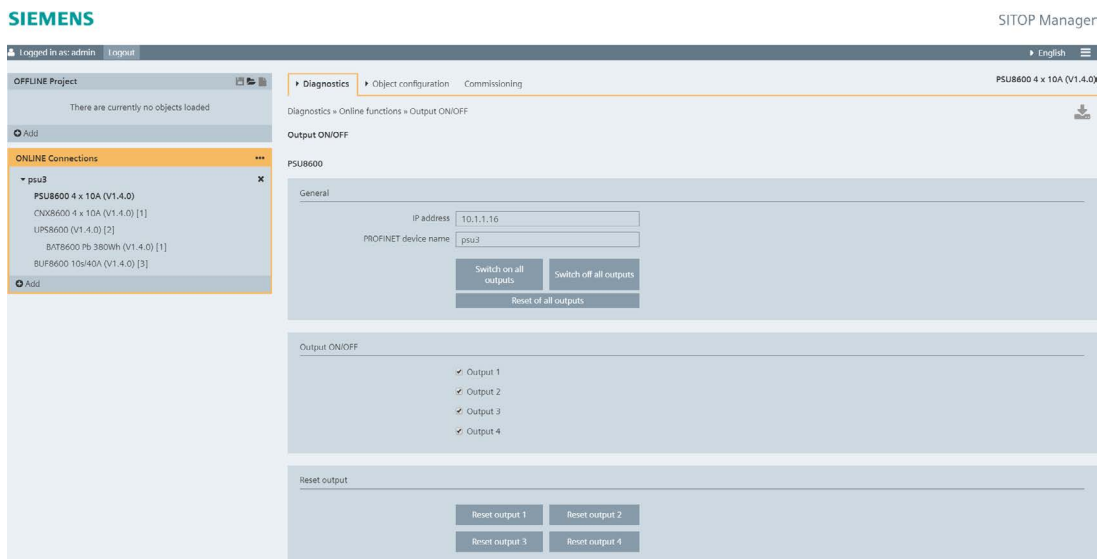 SIEMENS
SITOP Manager
Logged in as: admin Logout
English
OFFLINE Project
There are currently no objects loaded
Add
ONLINE Connections
psu3
PSU8600 4 x 10A (V1.4.0)
CNX8600 4 x 10A (V1.4.0) [1]
UPS8600 (V1.4.0) [2]
BAT8600 Pb 380Wh (V1.4.0) [1]
BUF8600 10s/40A (V1.4.0) [3]
Add
Diagnostics Object configuration Commissioning
PSU8600 4 x 10A (V1.4.0)
Diagnostics » Online functions » Output ON/OFF
Output ON/OFF
PSU8600
General
IP address 10.1.1.16
PROFINET device name psu3
Switch on all outputs
Switch off all outputs
Reset of all outputs
Output ON/OFF
Output 1
Output 2
Output 3
Output 4
Reset output
Reset output 1 Reset output 2
Reset output 3 Reset output 4